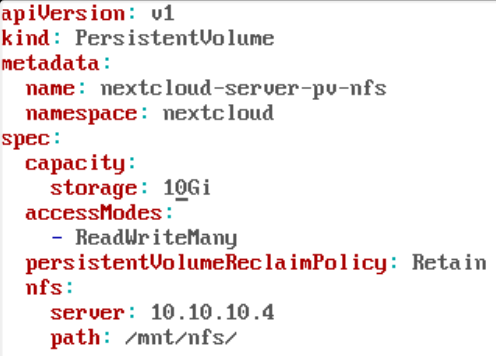 apiVersion: v1
kind: PersistentVolume
metadata:
  name: nextcloud-server-pv-nfs
  namespace: nextcloud
spec:
  capacity:
    storage: 10Gi
  accessModes:
    - ReadWriteMany
  persistentVolumeReclaimPolicy: Retain
  nfs:
    server: 10.10.10.4
    path: /mnt/nfs/